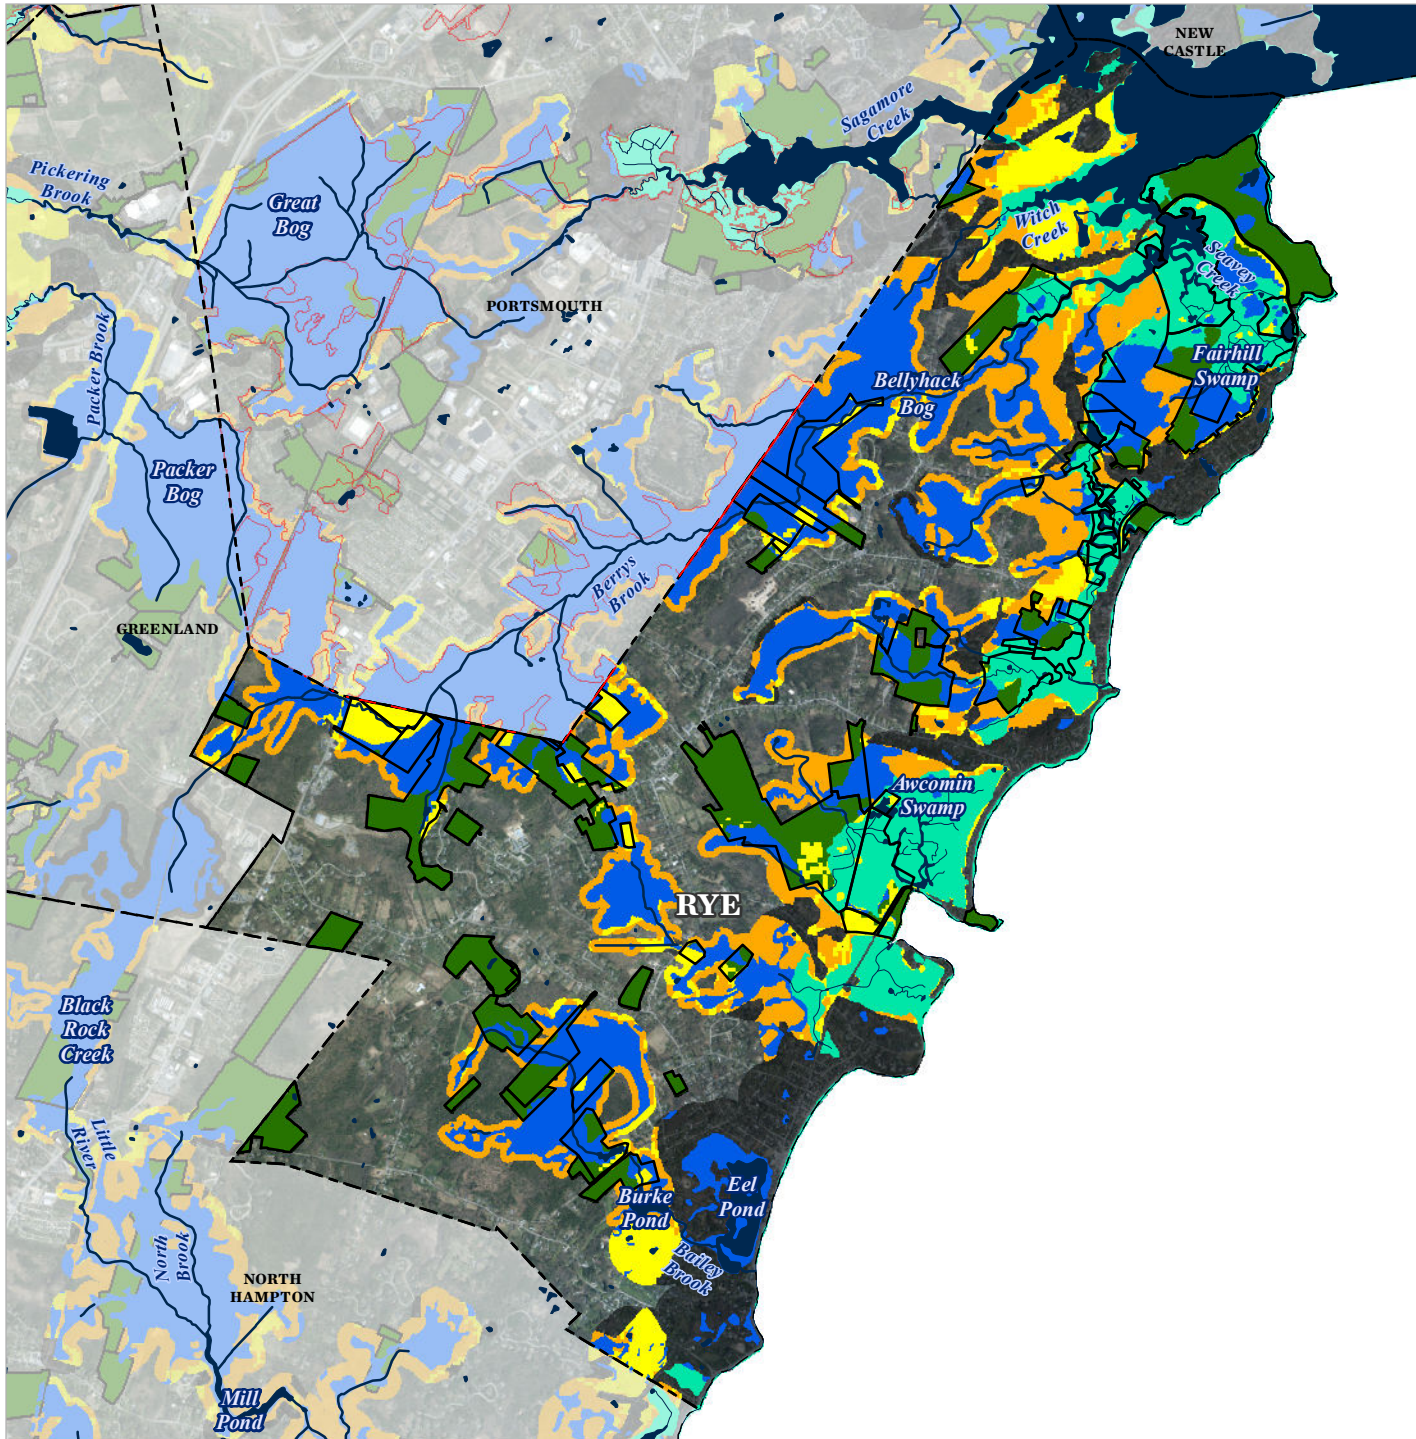 NEW
CASTLE
Sagamore
Creek
Pickering
Brook
Great
Bog
Witch
Creek
Seavey
Creek
PORTSMOUTH
Packer Brook
Fairhill
Swamp
Bellyhack
Bog
Packer
Bog
Berrys
Brook
GREENLAND
Awcomin
Swamp
RYE
Black
Rock
Creek
Little
River
Burke
Pond
Eel
Pond
North
Brook
Bailey
Brook
NORTH
HAMPTON
Mill
Pond